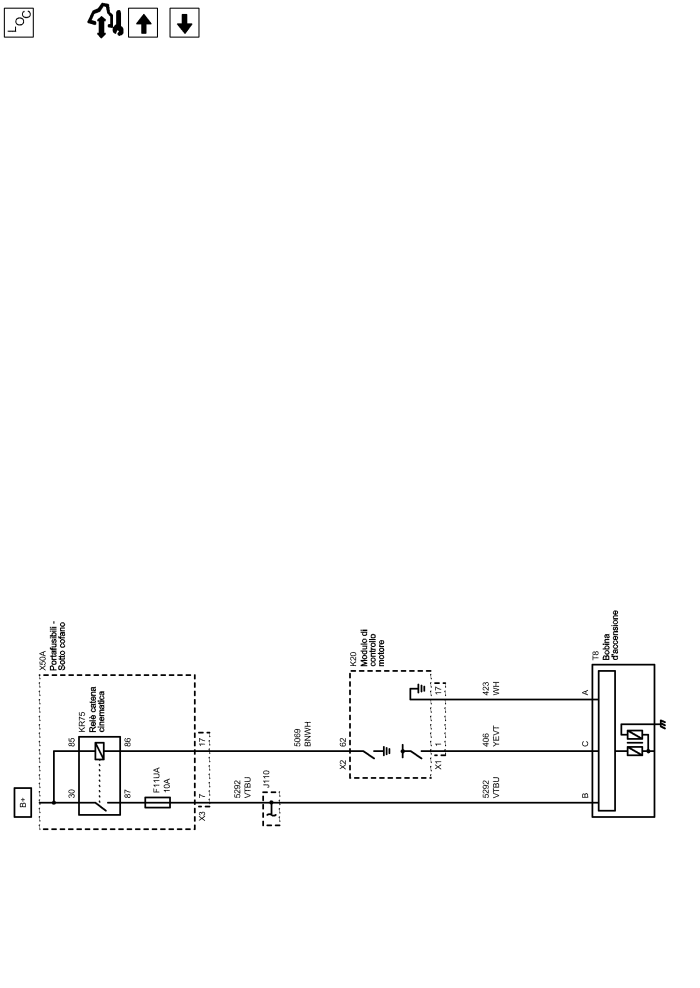 LOC
B+
X50A
Portafusibili -
Sotto cofano
KR75
Relè catena
cinematica
85
86
30
87
F11UA
10A
X3
7
17
5292
VTBU
J110
5069
BNWH
X2
62
K20
Modulo di
controllo
motore
X1
1
17
423
WH
406
YEVT
5292
VTBU
A
C
B
T8
Bobina
d'accensione